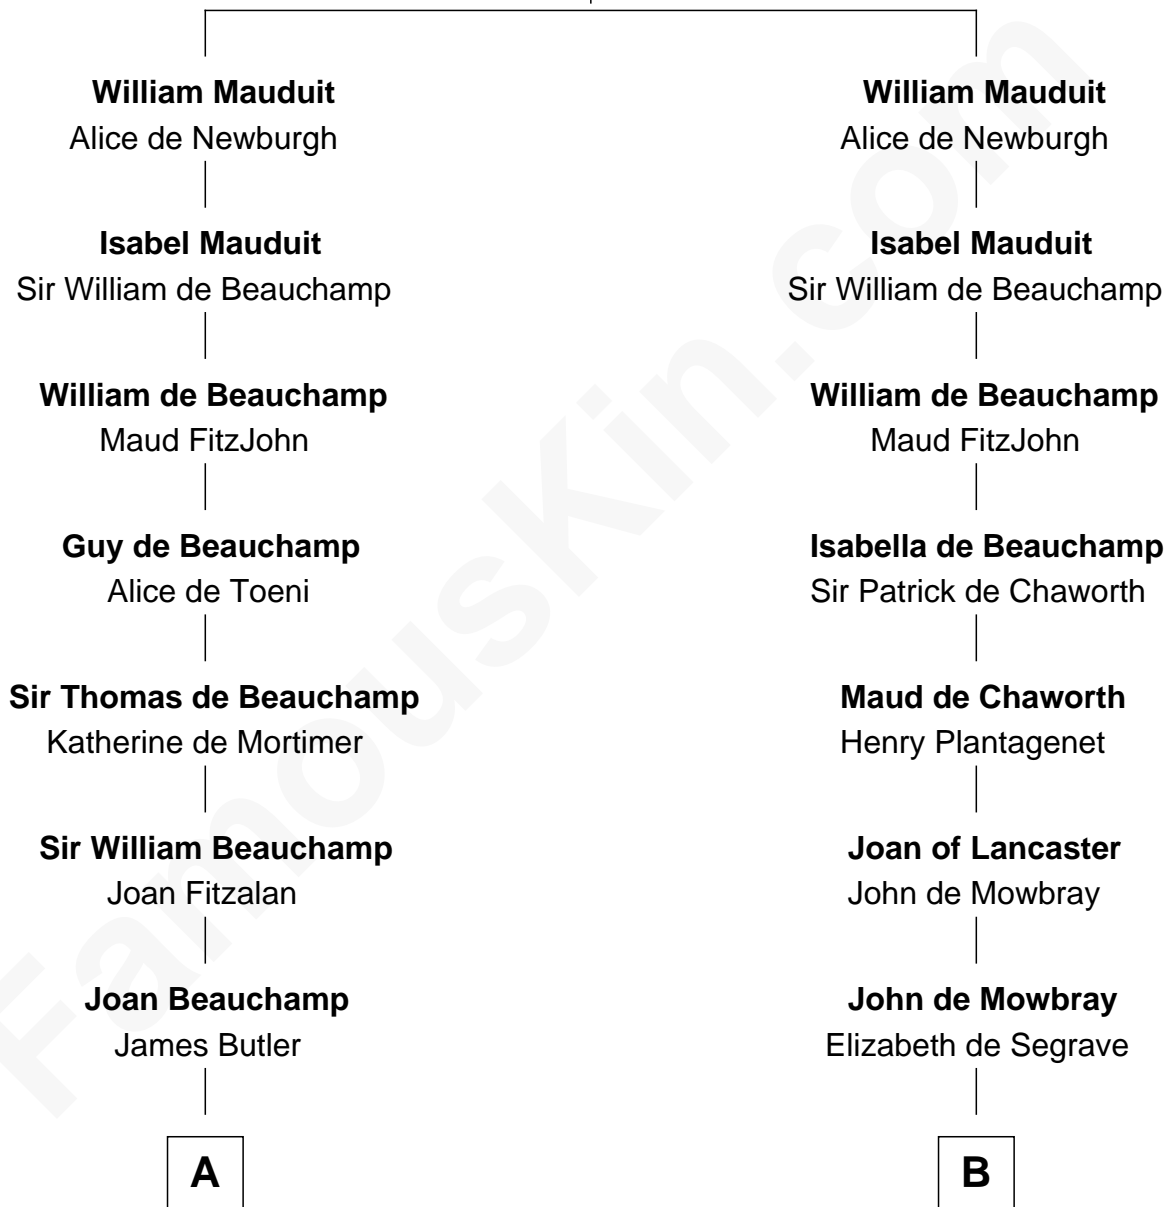 William Mauduit
Alice de Newburgh
William Mauduit
Alice de Newburgh
Isabel Mauduit
Sir William de Beauchamp
Isabel Mauduit
Sir William de Beauchamp
William de Beauchamp
Maud FitzJohn
William de Beauchamp
Maud FitzJohn
Guy de Beauchamp
Alice de Toeni
Isabella de Beauchamp
Sir Patrick de Chaworth
Sir Thomas de Beauchamp
Katherine de Mortimer
Maud de Chaworth
Henry Plantagenet
Sir William Beauchamp
Joan Fitzalan
Joan of Lancaster
John de Mowbray
Joan Beauchamp
James Butler
John de Mowbray
Elizabeth de Segrave
A
B
FamousKin.com